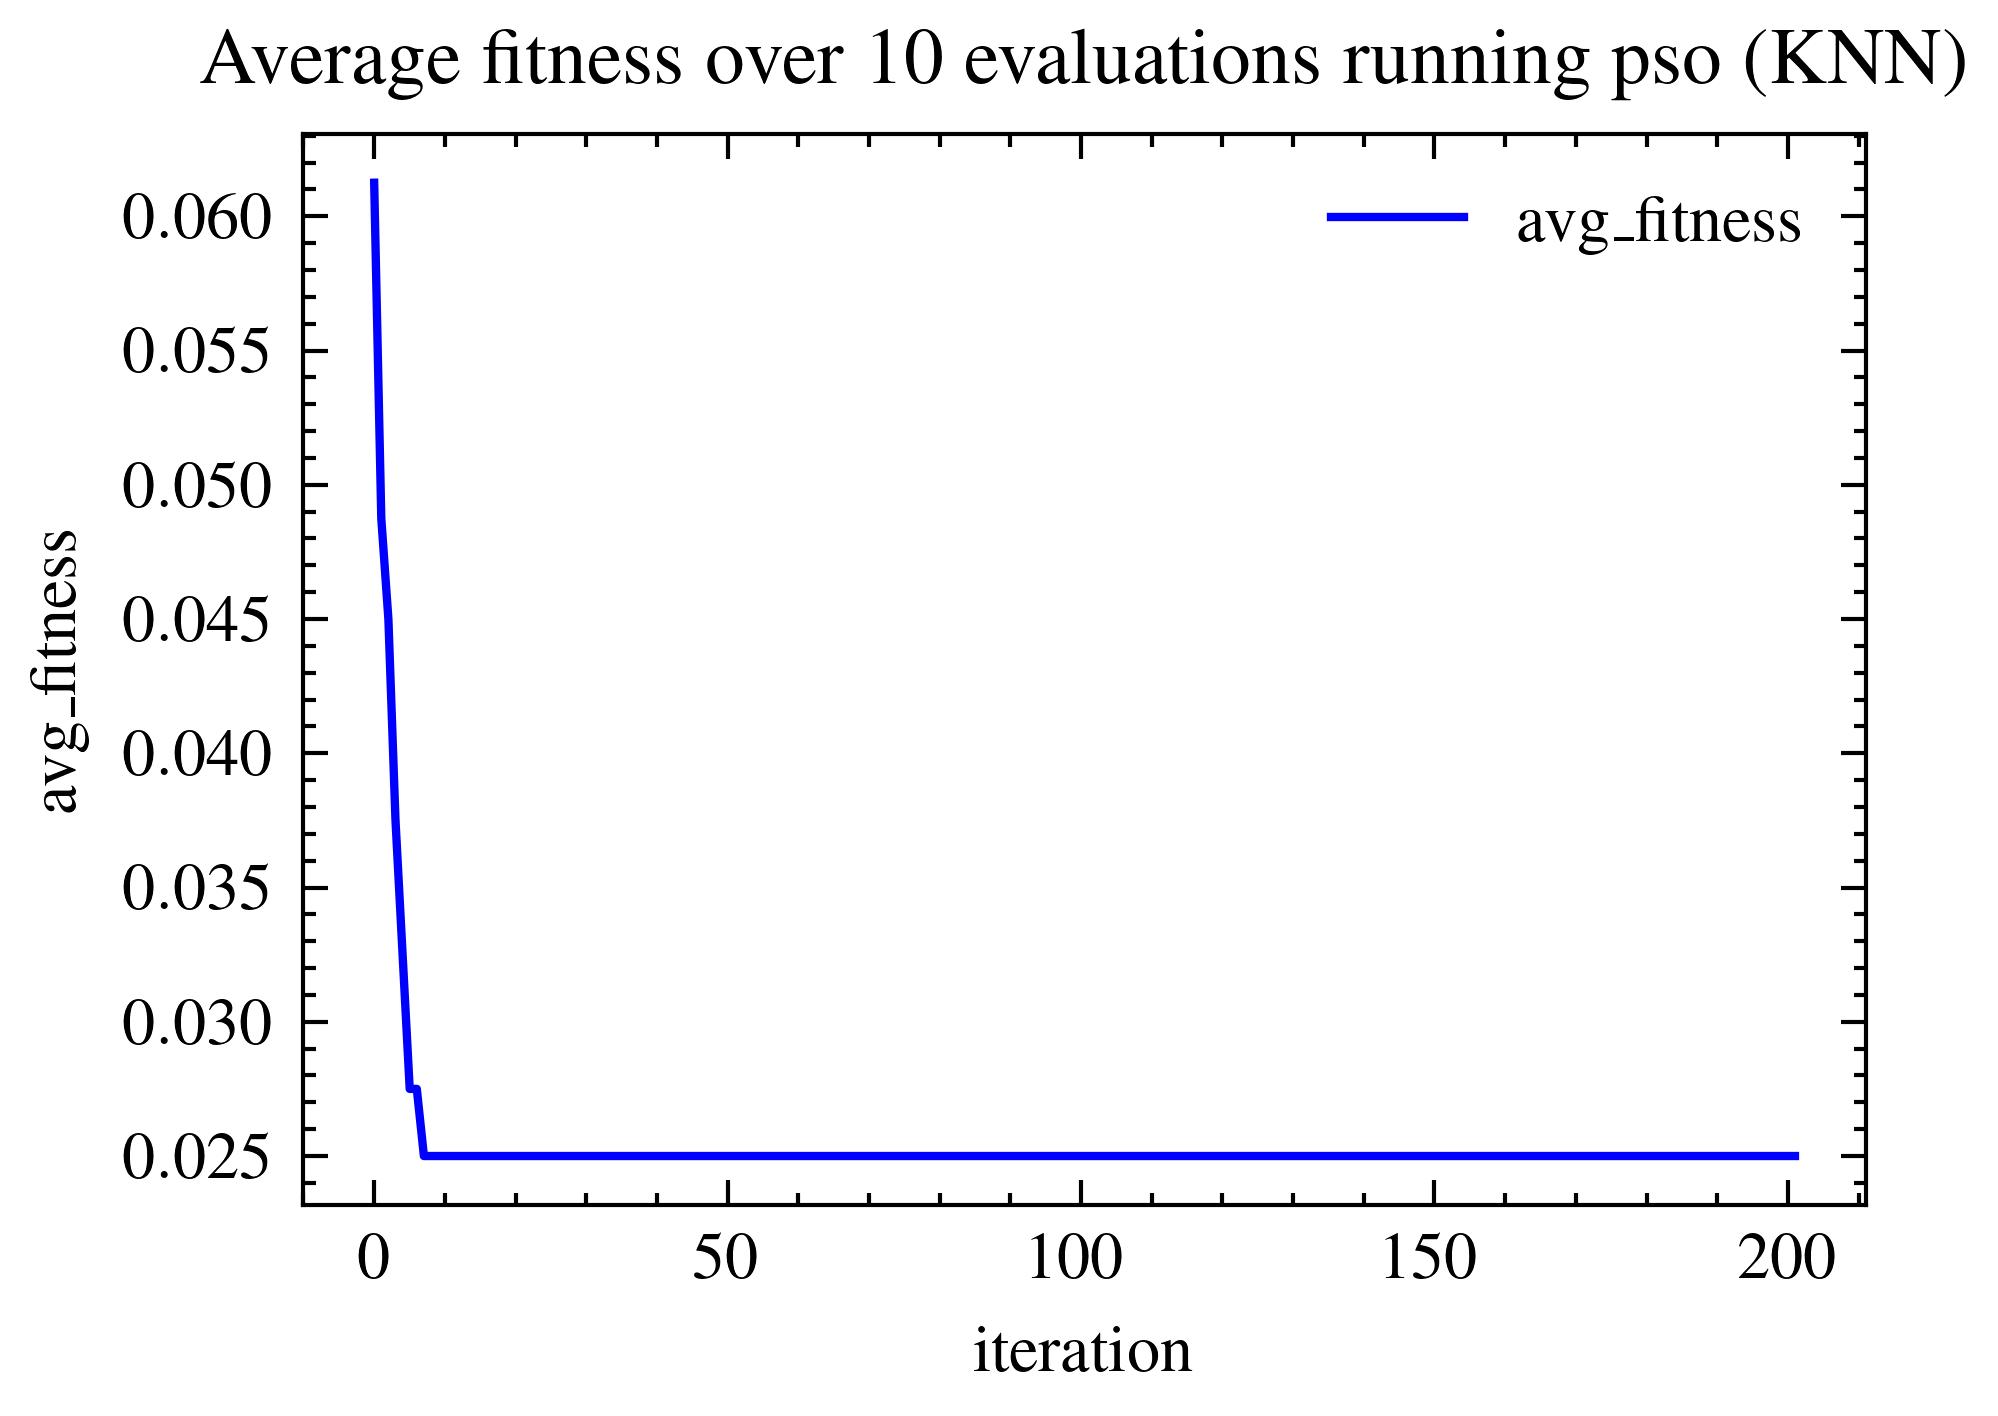 Average fitness over 10 evaluations running pso (KNN)
avg_fitness
0.060
0.055
0.050
0.045
0.040
0.035
0.030
0.025
avg_fitness
0 50 100 150 200
iteration